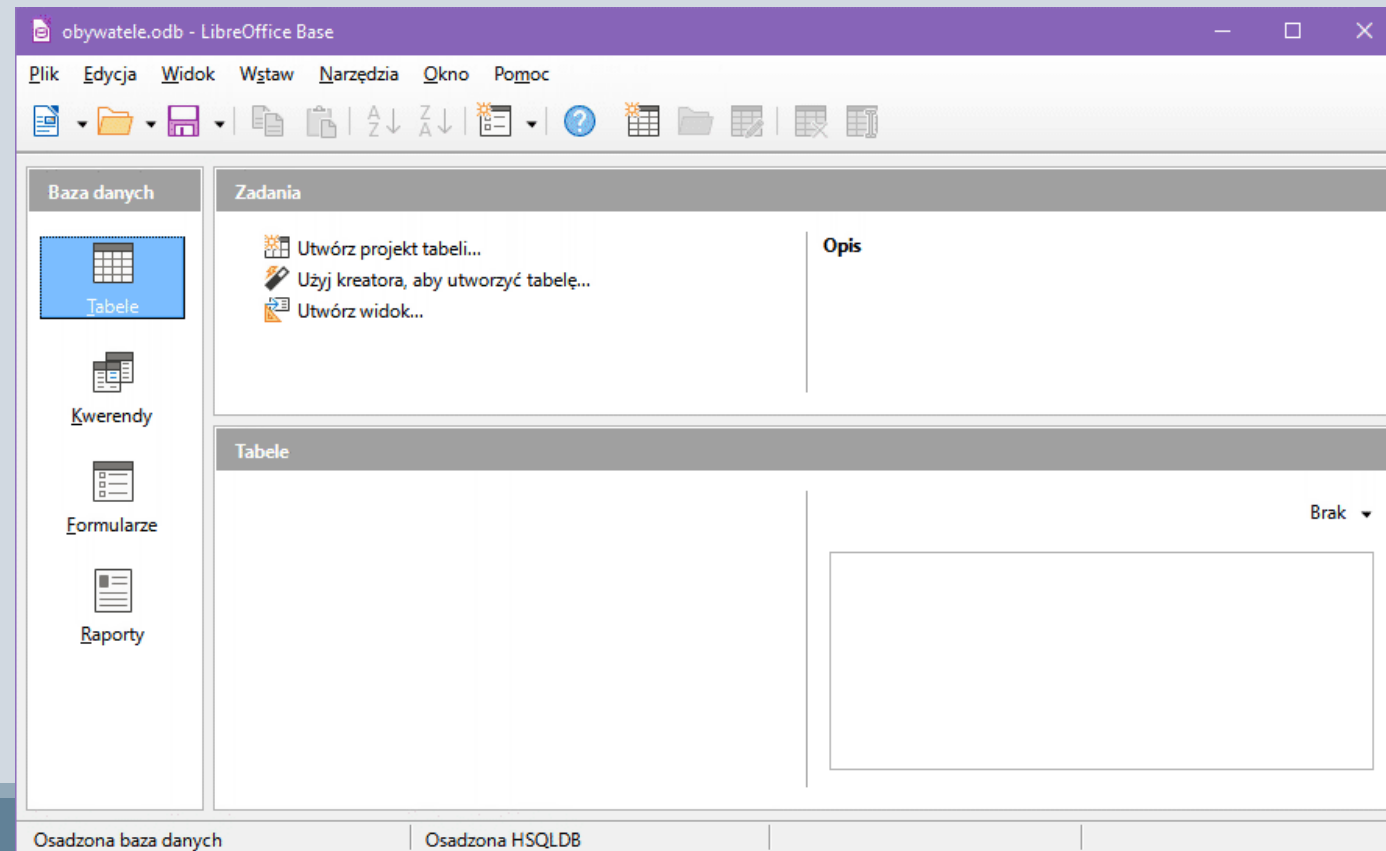 obywatele.odb - LibreOffice Base
Plik Edycja Widok Wstaw Narzędzia Okno Pomoc
Baza danych
Tabele
Kwerendy
Formularze
Raporty
Zadania
Utwórz projekt tabeli...
Użyj kreatora, aby utworzyć tabelę...
Utwórz widok...
Opis
Tabele
Brak
Osadzona baza danych
Osadzona HSQLDB